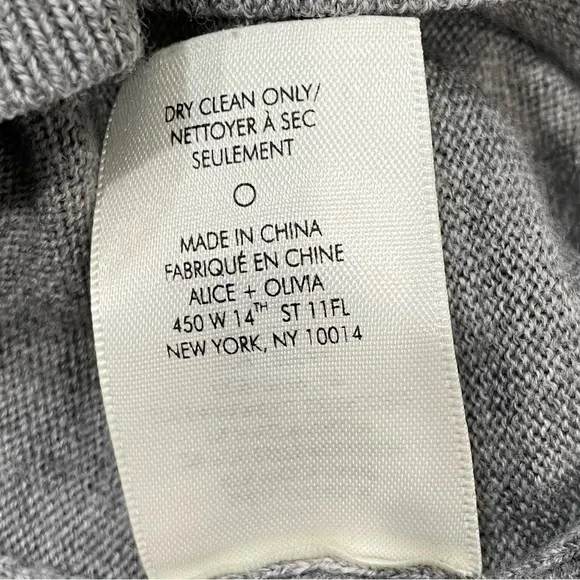 DRY CLEAN ONLY/
NETTOYER À SEC
SEULEMENT
MADE IN CHINA
FABRIQUÉ EN CHINE
ALICE + OLIVIA
450 W 14TH ST 11FL
NEW YORK, NY 10014